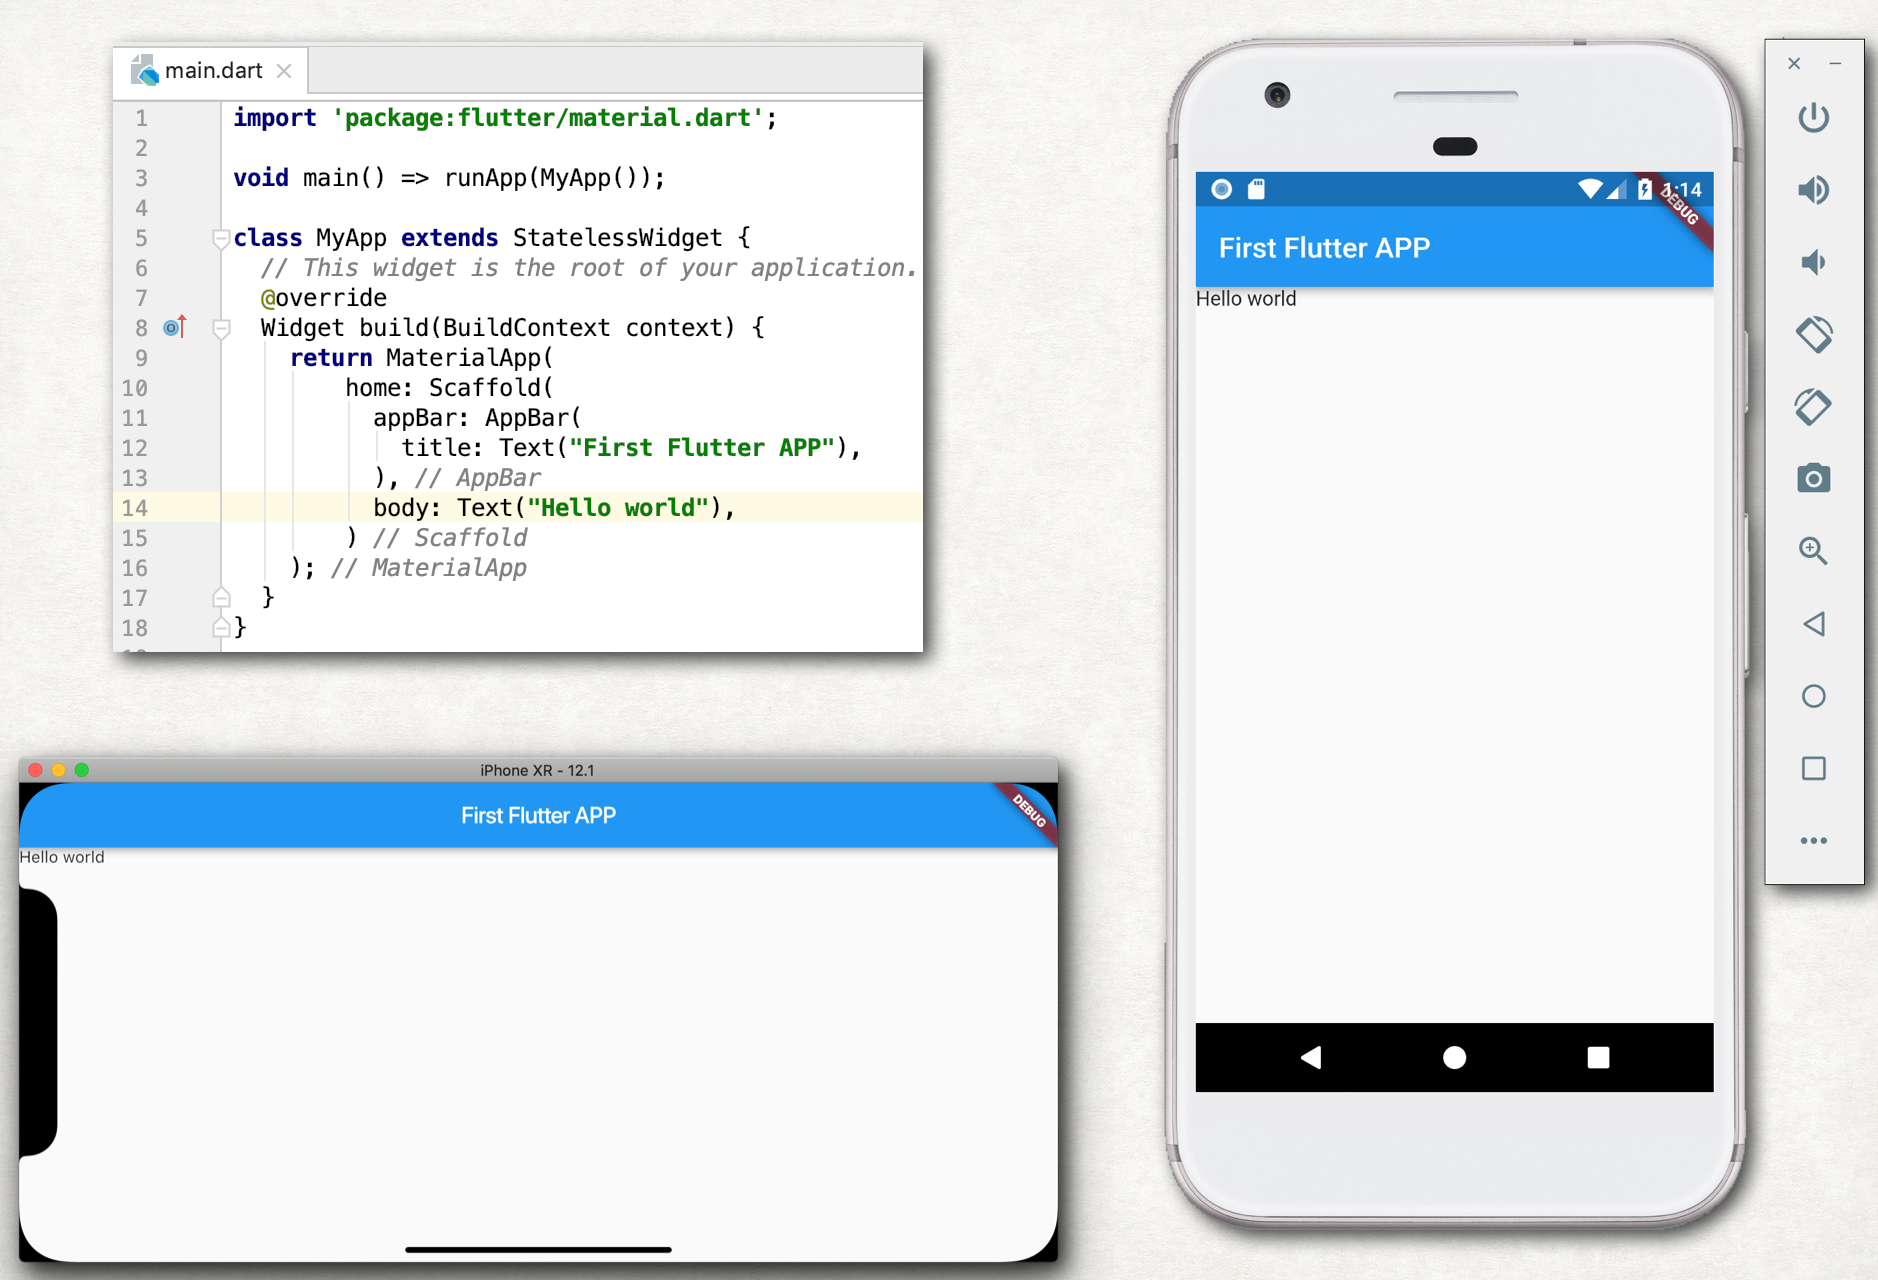 main.dart
1 import 'package:flutter/material.dart';
2
3 void main() => runApp(MyApp());
4
5 class MyApp extends StatelessWidget {
6 // This widget is the root of your application.
7 @override
8 Widget build(BuildContext context) {
9 return MaterialApp(
10 home: Scaffold(
11 appBar: AppBar(
12 title: Text("First Flutter APP"),
13 ), // AppBar
14 body: Text("Hello world"),
15 ) // Scaffold
16 ); // MaterialApp
17 }
18 }
iPhone XR - 12.1
First Flutter APP
DEBUG
Hello world
1:14
DEBUG
First Flutter APP
Hello world